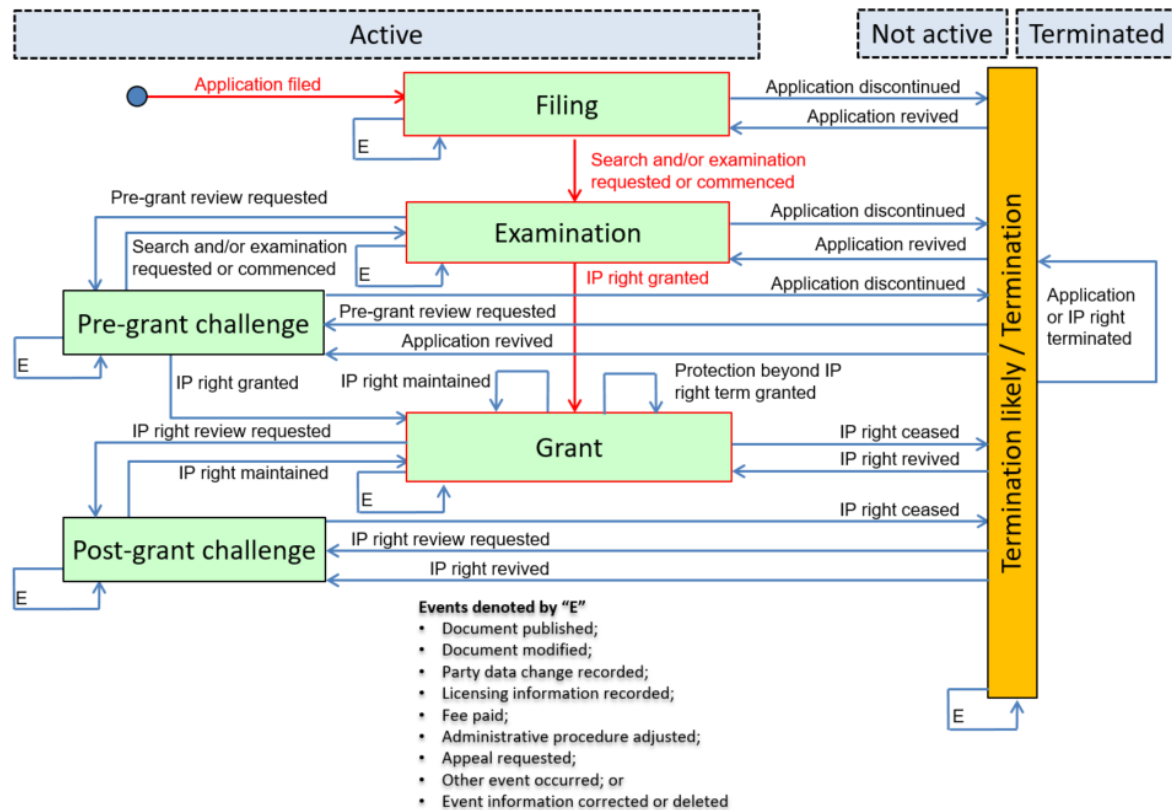 Active
Not active
Terminated
Application filed
Filing
Application discontinued
Application revived
E
Search and/or examination
requested or commenced
Pre-grant review requested
Examination
Application discontinued
Application revived
Search and/or examination
requested or commenced
E
IP right granted
Application discontinued
Pre-grant challenge
Pre-grant review requested
Application revived
E
Application
or IP right
terminated
Termination likely / Termination
IP right granted
IP right maintained
Protection beyond IP
right term granted
IP right review requested
Grant
IP right ceased
IP right revived
IP right maintained
E
IP right ceased
Post-grant challenge
IP right review requested
IP right revived
E
Events denoted by “E”
• Document published;
• Document modified;
• Party data change recorded;
• Licensing information recorded;
• Fee paid;
• Administrative procedure adjusted;
• Appeal requested;
• Other event occurred; or
• Event information corrected or deleted
E